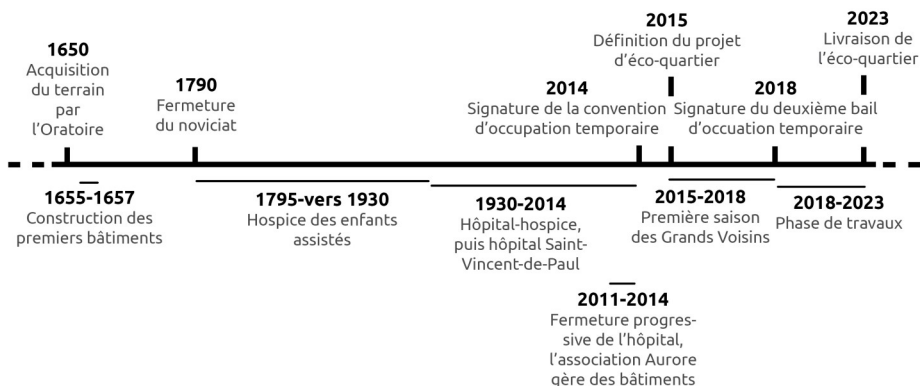 1650
Acquisition
du terrain
par
l'Oratoire
1790
Fermeture
du noviciat
2014
Signature de la convention
d'occupation temporaire
2015
Définition du projet
d'éco-quartier
2018
Signature du deuxième bail
d'occuation temporaire
2023
Livraison de
l'éco-quartier
1655-1657
Construction des
premiers bâtiments
1795-vers 1930
Hospice des enfants
assistés
1930-2014
Hôpital-hospice,
puis hôpital Saint-
Vincent-de-Paul
2011-2014
Fermeture progres-
sive de l'hôpital,
l'association Aurore
gère des bâtiments
2015-2018
Première saison
des Grands Voisins
2018-2023
Phase de travaux